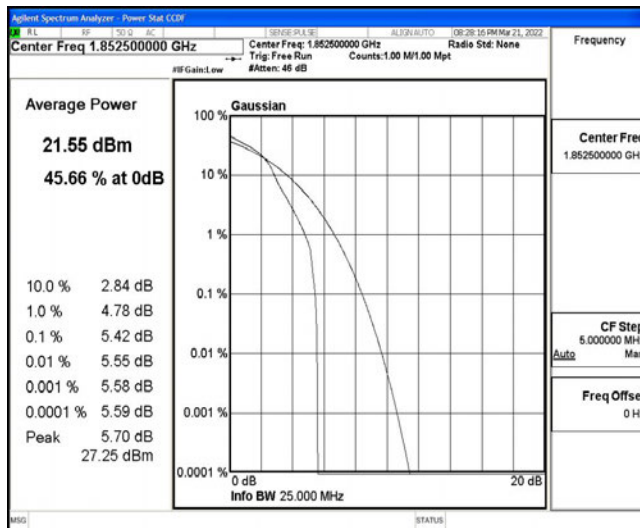 Agilent Spectrum Analyzer - Power Stat CCDF
RL RF 50 Ω AC SENSE:PULSE ALIGN AUTO 08:28:16 PM Mar 21, 2022
Center Freq 1.852500000 GHz
Center Freq: 1.852500000 GHz Radio Std: None
Trig: Free Run Counts:1.00 M/1.00 Mpt
#IFGain:Low #Atten: 46 dB
Frequency
Average Power
21.55 dBm
45.66 % at 0dB
10.0 % 2.84 dB
1.0 % 4.78 dB
0.1 % 5.42 dB
0.01 % 5.55 dB
0.001 % 5.58 dB
0.0001 % 5.59 dB
Peak 5.70 dB
27.25 dBm
Gaussian
100 %
10 %
1 %
0.1 %
0.01 %
0.001 %
0.0001 %
0 dB 20 dB
Info BW 25.000 MHz
Center Freq
1.852500000 GH
CF Step
5.000000 MH
Auto Ma
Freq Offse
0 H
MSG STATUS